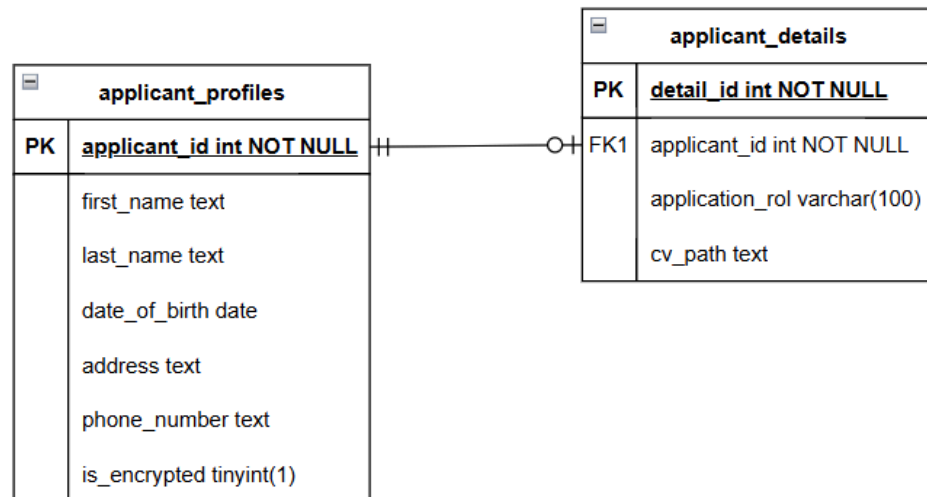 applicant_profiles
PK applicant_id int NOT NULL
first_name text
last_name text
date_of_birth date
address text
phone_number text
is_encrypted tinyint(1)
applicant_details
PK detail_id int NOT NULL
FK1 applicant_id int NOT NULL
application_rol varchar(100)
cv_path text